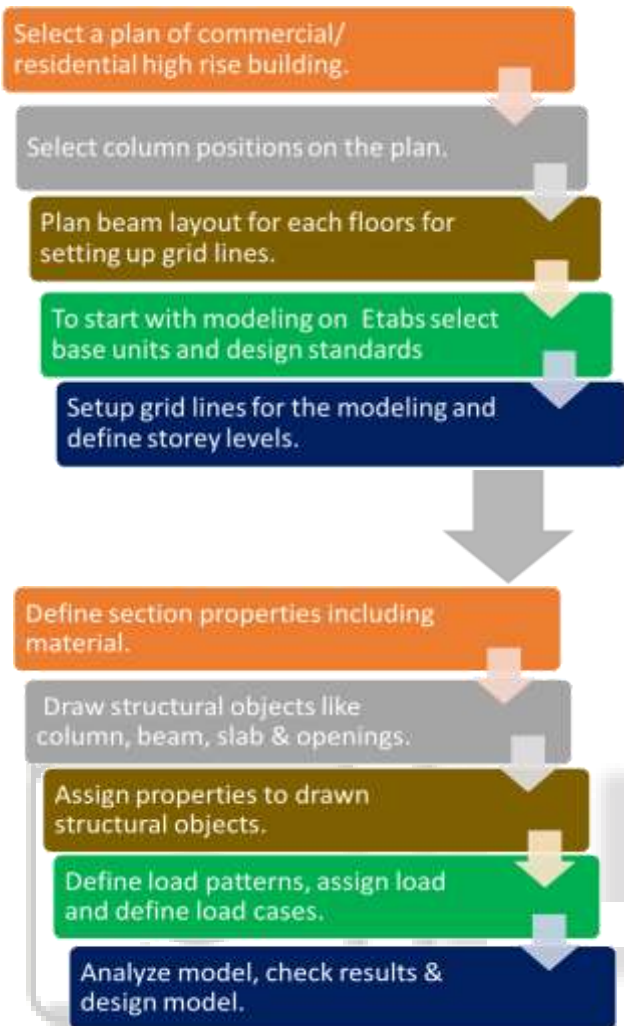 Select a plan of commercial/
residential high rise building.
Select column positions on the plan.
Plan beam layout for each floors for
setting up grid lines.
To start with modeling on Etabs select
base units and design standards
Setup grid lines for the modeling and
define storey levels.
Define section properties including
material.
Draw structural objects like
column, beam, slab & openings.
Assign properties to drawn
structural objects.
Define load patterns, assign load
and define load cases.
Analyze model, check results &
design model.